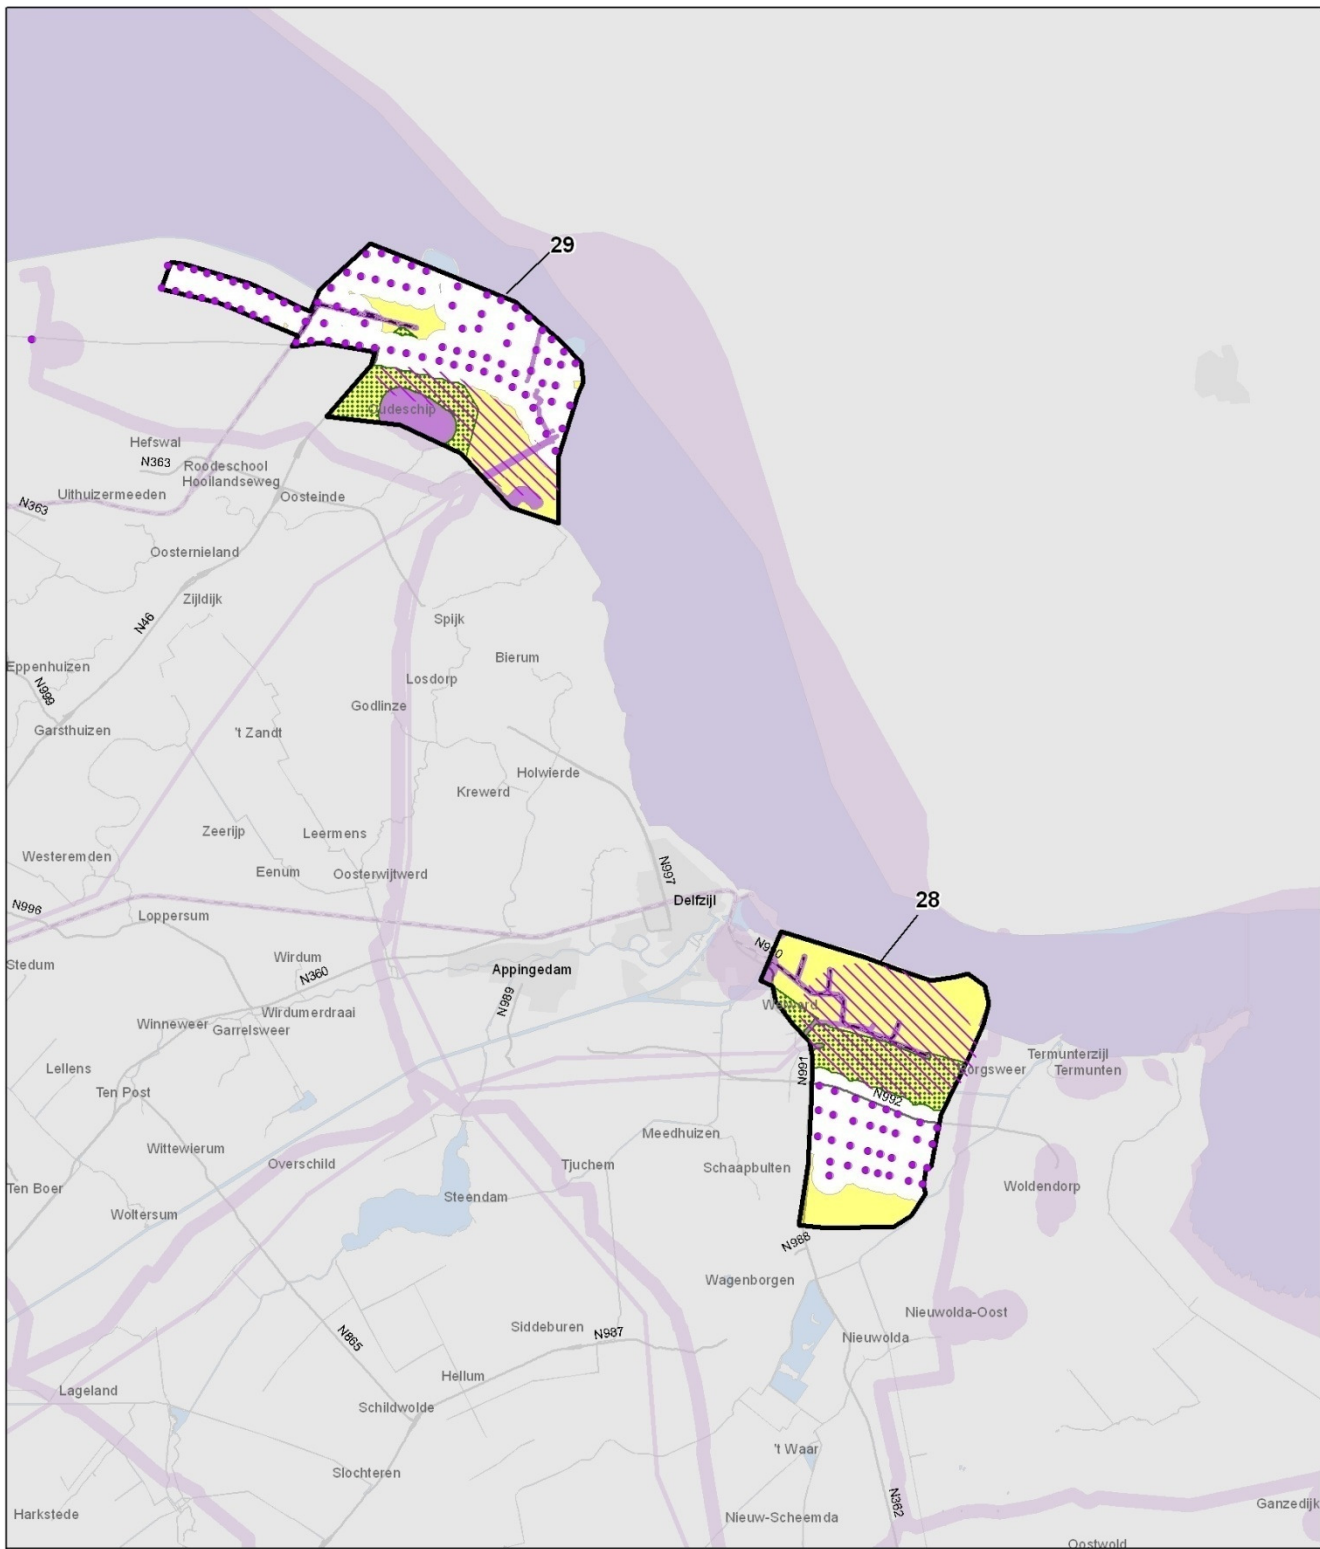 29
Oudeschip
Hefswal
N363
Roodeschool
Hooilandseweg
Uithuizermeeden
Oosteinde
N363
Oosternieland
Zijldijk
N46
Spijk
Bierum
Eppenhuizen
N999
Losdorp
Godlinze
Garsthuizen
't Zandt
Holwierde
Krewerd
Zeerijp
Leermens
Westeremden
Eenum
Oosterwijtwerd
N997
Delfzijl
28
N996
Loppersum
Wirdum
N360
Stedum
Appingedam
N989
Winneweer
Wirdumerdraai
Garrelsweer
Termunterzijl
Termunten
Lellens
Ten Post
N991
N992
Wittewierum
Meedhuizen
Overschild
Tjuchem
Schaapbulten
Ten Boer
Steendam
Woldendorp
Woltersum
N988
Wagenborgen
Nieuwolda-Oost
Siddeburen
N987
Nieuwolda
N865
Hellum
Lageland
Schildwolde
't Waar
Slochteren
N362
Harkstede
Nieuw-Scheemda
Ganzedijk
Oostwold